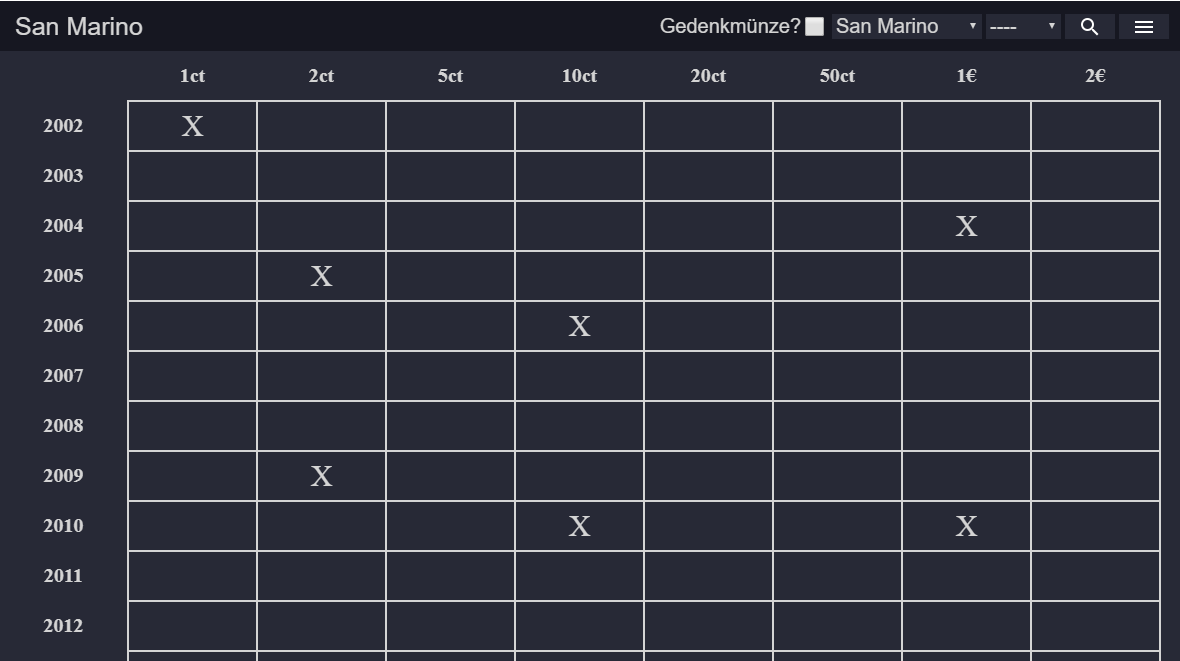 San Marino Gedenkmünze? San Marino ----
1ct 2ct 5ct 10ct 20ct 50ct 1€ 2€
2002 X
2003
2004 X
2005 X
2006 X
2007
2008
2009 X
2010 X X
2011
2012